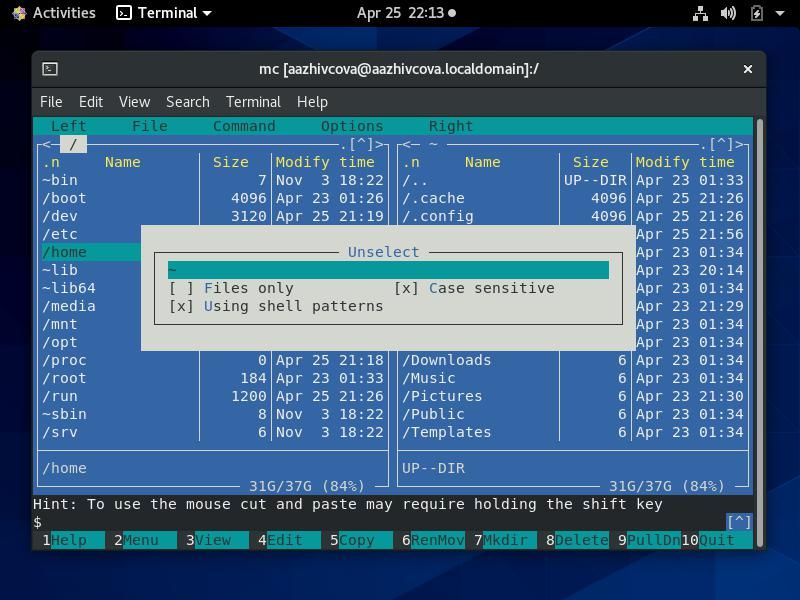 Activities Terminal Apr 25 22:13
mc [aazhivcova@aazhivcova.localdomain]:/
File Edit View Search Terminal Help
Left File Command Options Right
<─ / ─.[^]>┐ <─ ~ ─.[^]>┐
.n Name Size Modify time .n Name Size Modify time
~bin 7 Nov 3 18:22 /.. UP--DIR Apr 23 01:33
/boot 4096 Apr 23 01:26 /.cache 4096 Apr 25 21:26
/dev 3120 Apr 25 21:19 /.config 4096 Apr 25 21:26
/etc Apr 25 21:56
/home Unselect Apr 23 01:34
~lib ~ Apr 23 20:14
~lib64 [ ] Files only [x] Case sensitive Apr 23 01:34
/media [x] Using shell patterns Apr 23 21:29
/mnt Apr 23 01:34
/opt Apr 23 01:34
/proc 0 Apr 25 21:18 /Downloads 6 Apr 23 01:34
/root 184 Apr 23 01:33 /Music 6 Apr 23 01:34
/run 1200 Apr 25 21:26 /Pictures 6 Apr 23 21:30
~sbin 8 Nov 3 18:22 /Public 6 Apr 23 01:34
/srv 6 Nov 3 18:22 /Templates 6 Apr 23 01:34
/home UP--DIR
31G/37G (84%) 31G/37G (84%)
Hint: To use the mouse cut and paste may require holding the shift key
$ [^]
1Help 2Menu 3View 4Edit 5Copy 6RenMov 7Mkdir 8Delete 9PullDn 10Quit